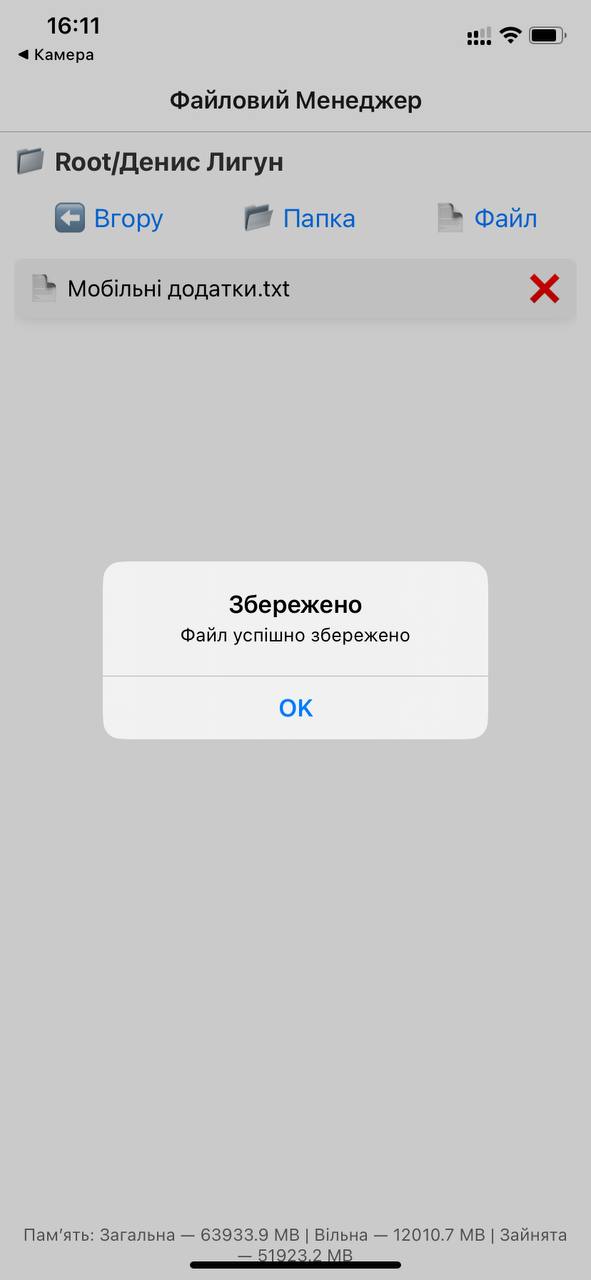 16:11
◀ Камера
Файловий Менеджер
Root/Денис Лигун
Вгору
Папка
Файл
Мобільні додатки.txt
Збережено
Файл успішно збережено
OK
Пам’ять: Загальна — 63933.9 MB | Вільна — 12010.7 MB | Зайнята
— 51923.2 MB